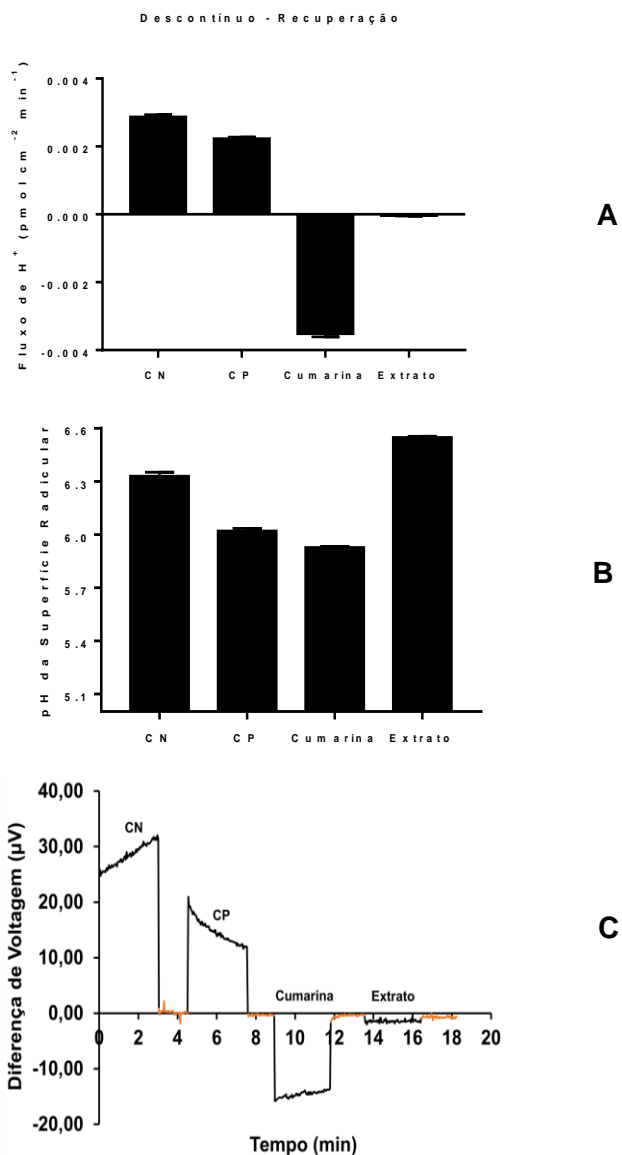 Descontínuo - Recuperação
Fluxo de H⁺ (pmolcm⁻² min⁻¹)
0.004
0.002
0.000
-0.002
-0.004
CN CP Cumarina Extrato
A
pH da Superfície Radicular
6.6
6.3
6.0
5.7
5.4
5.1
CN CP Cumarina Extrato
B
Diferença de Voltagem (µV)
40,00
30,00
20,00
10,00
0,00
-10,00
-20,00
CN
CP
Cumarina Extrato
0 2 4 6 8 10 12 14 16 18 20
Tempo (min)
C